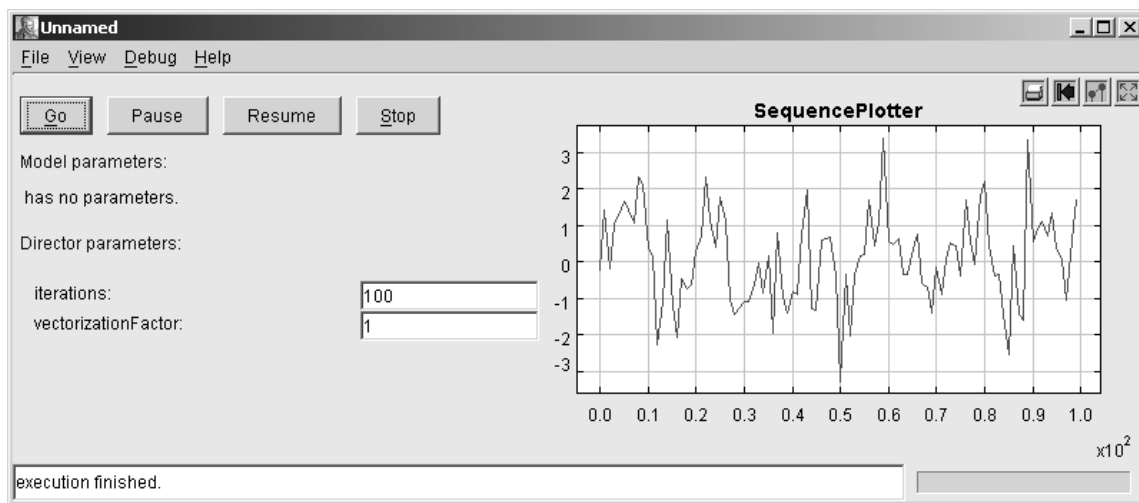 Unnamed
File View Debug Help
Go Pause Resume Stop
Model parameters:
has no parameters.
Director parameters:
iterations: 100
vectorizationFactor: 1
SequencePlotter
3
2
1
0
-1
-2
-3
0.0 0.1 0.2 0.3 0.4 0.5 0.6 0.7 0.8 0.9 1.0
x10²
execution finished.